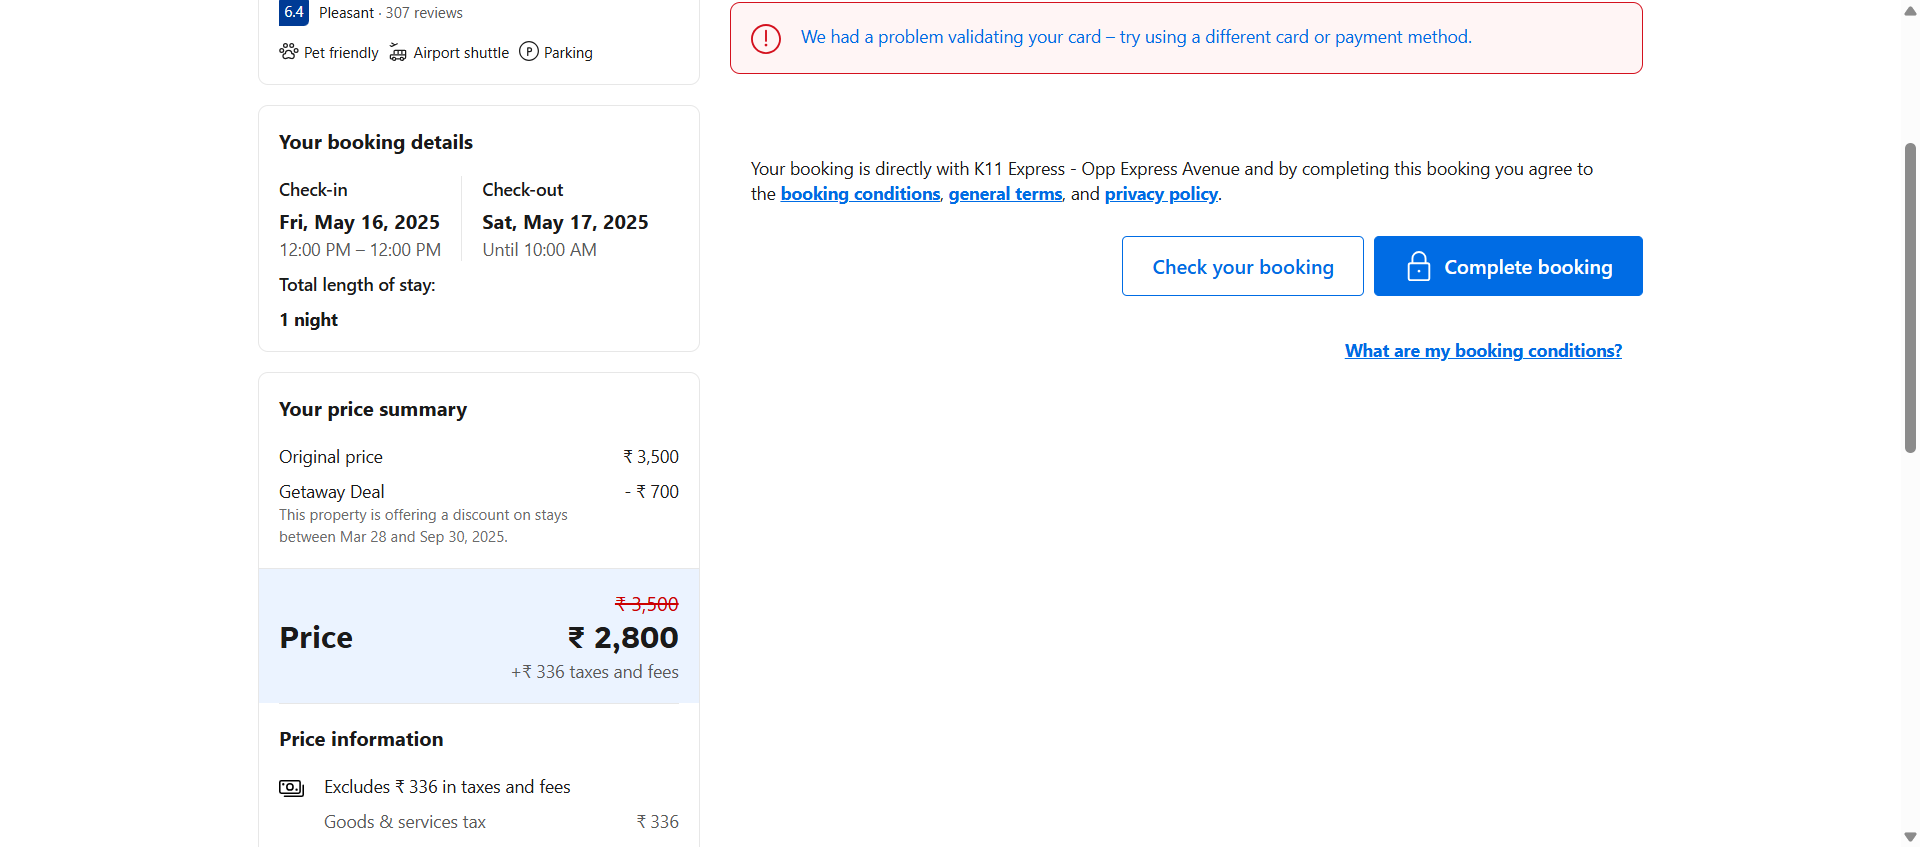 6.4 Pleasant · 307 reviews
Pet friendly Airport shuttle P Parking
Your booking details
Check-in
Fri, May 16, 2025
12:00 PM – 12:00 PM
Check-out
Sat, May 17, 2025
Until 10:00 AM
Total length of stay:
1 night
Your price summary
Original price ₹ 3,500
Getaway Deal - ₹ 700
This property is offering a discount on stays
between Mar 28 and Sep 30, 2025.
₹ 3,500
Price ₹ 2,800
+₹ 336 taxes and fees
Price information
Excludes ₹ 336 in taxes and fees
Goods & services tax ₹ 336
We had a problem validating your card – try using a different card or payment method.
Your booking is directly with K11 Express - Opp Express Avenue and by completing this booking you agree to
the booking conditions, general terms, and privacy policy.
Check your booking
Complete booking
What are my booking conditions?